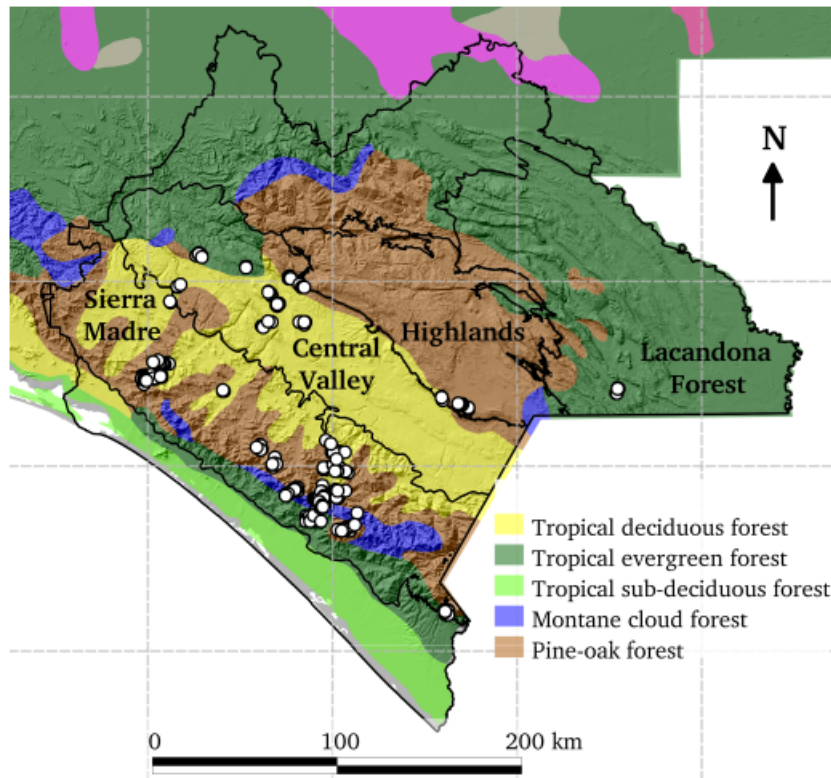 N
Sierra
Madre
Highlands
Central
Valley
Lacandona
Forest
Tropical deciduous forest
Tropical evergreen forest
Tropical sub-deciduous forest
Montane cloud forest
Pine-oak forest
0 100 200 km